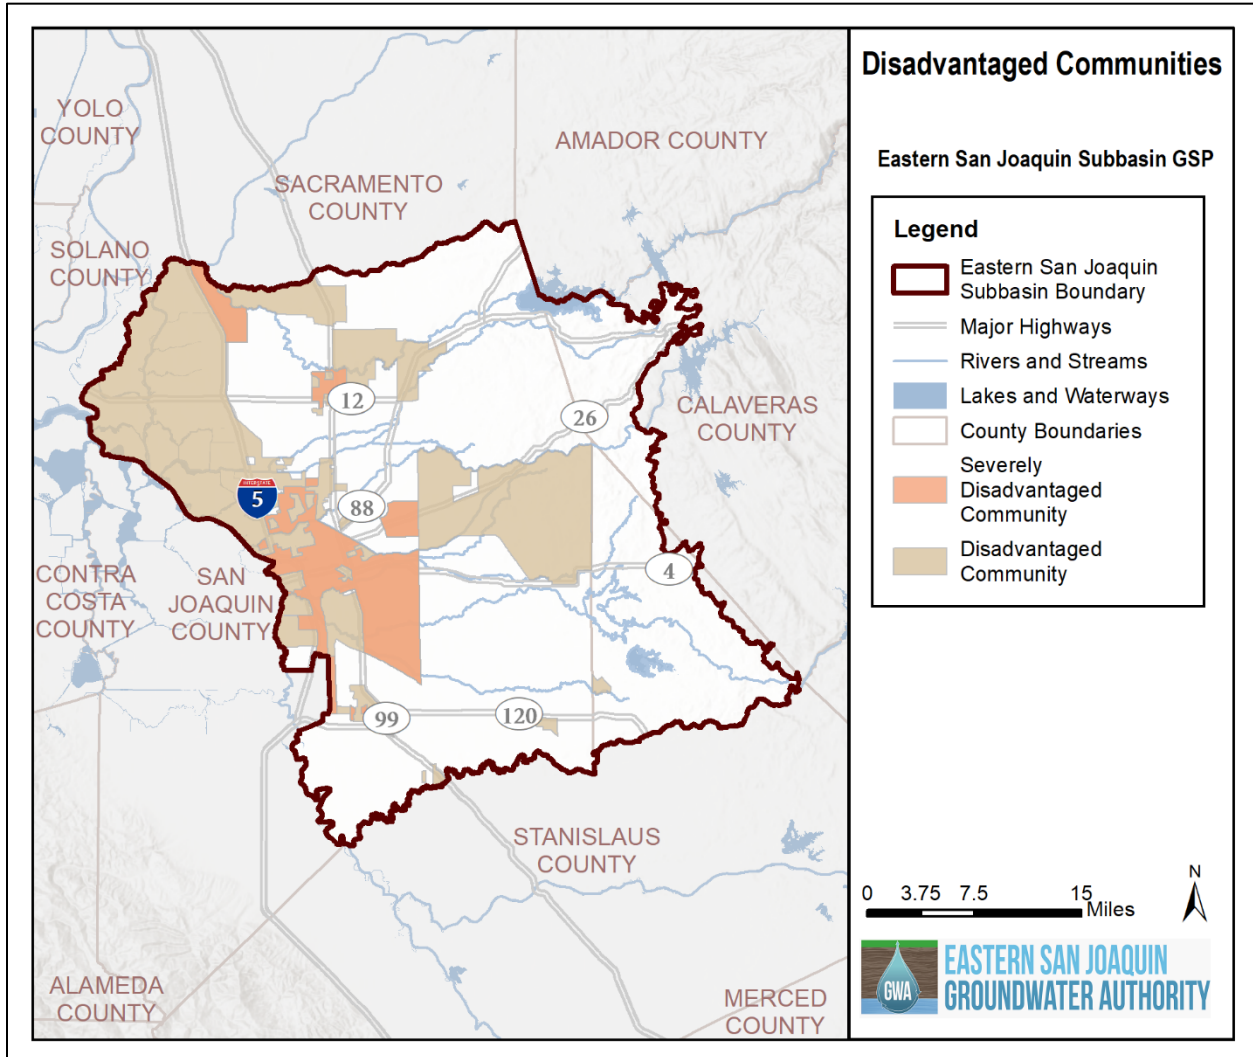 Disadvantaged Communities
Eastern San Joaquin Subbasin GSP
Legend
Eastern San Joaquin
Subbasin Boundary
Major Highways
Rivers and Streams
Lakes and Waterways
County Boundaries
Severely
Disadvantaged
Community
Disadvantaged
Community
YOLO
COUNTY
AMADOR COUNTY
SACRAMENTO
COUNTY
SOLANO
COUNTY
CALAVERAS
COUNTY
12
26
INTERSTATE
5
88
4
CONTRA
COSTA
COUNTY
SAN
JOAQUIN
COUNTY
99
120
STANISLAUS
COUNTY
ALAMEDA
COUNTY
MERCED
COUNTY
N
0 3.75 7.5 15
Miles
GWA
EASTERN SAN JOAQUIN
GROUNDWATER AUTHORITY